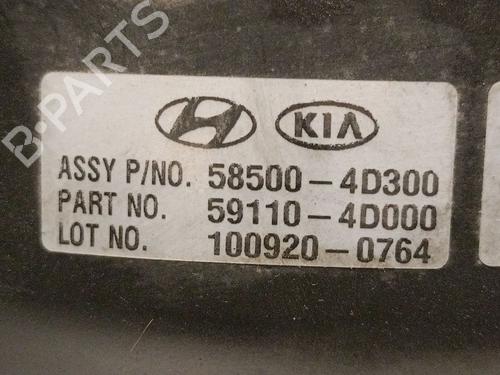 B-PARTS
KIA
ASSY P/NO. 58500-4D300
PART NO. 59110-4D000
LOT NO. 100920-0764